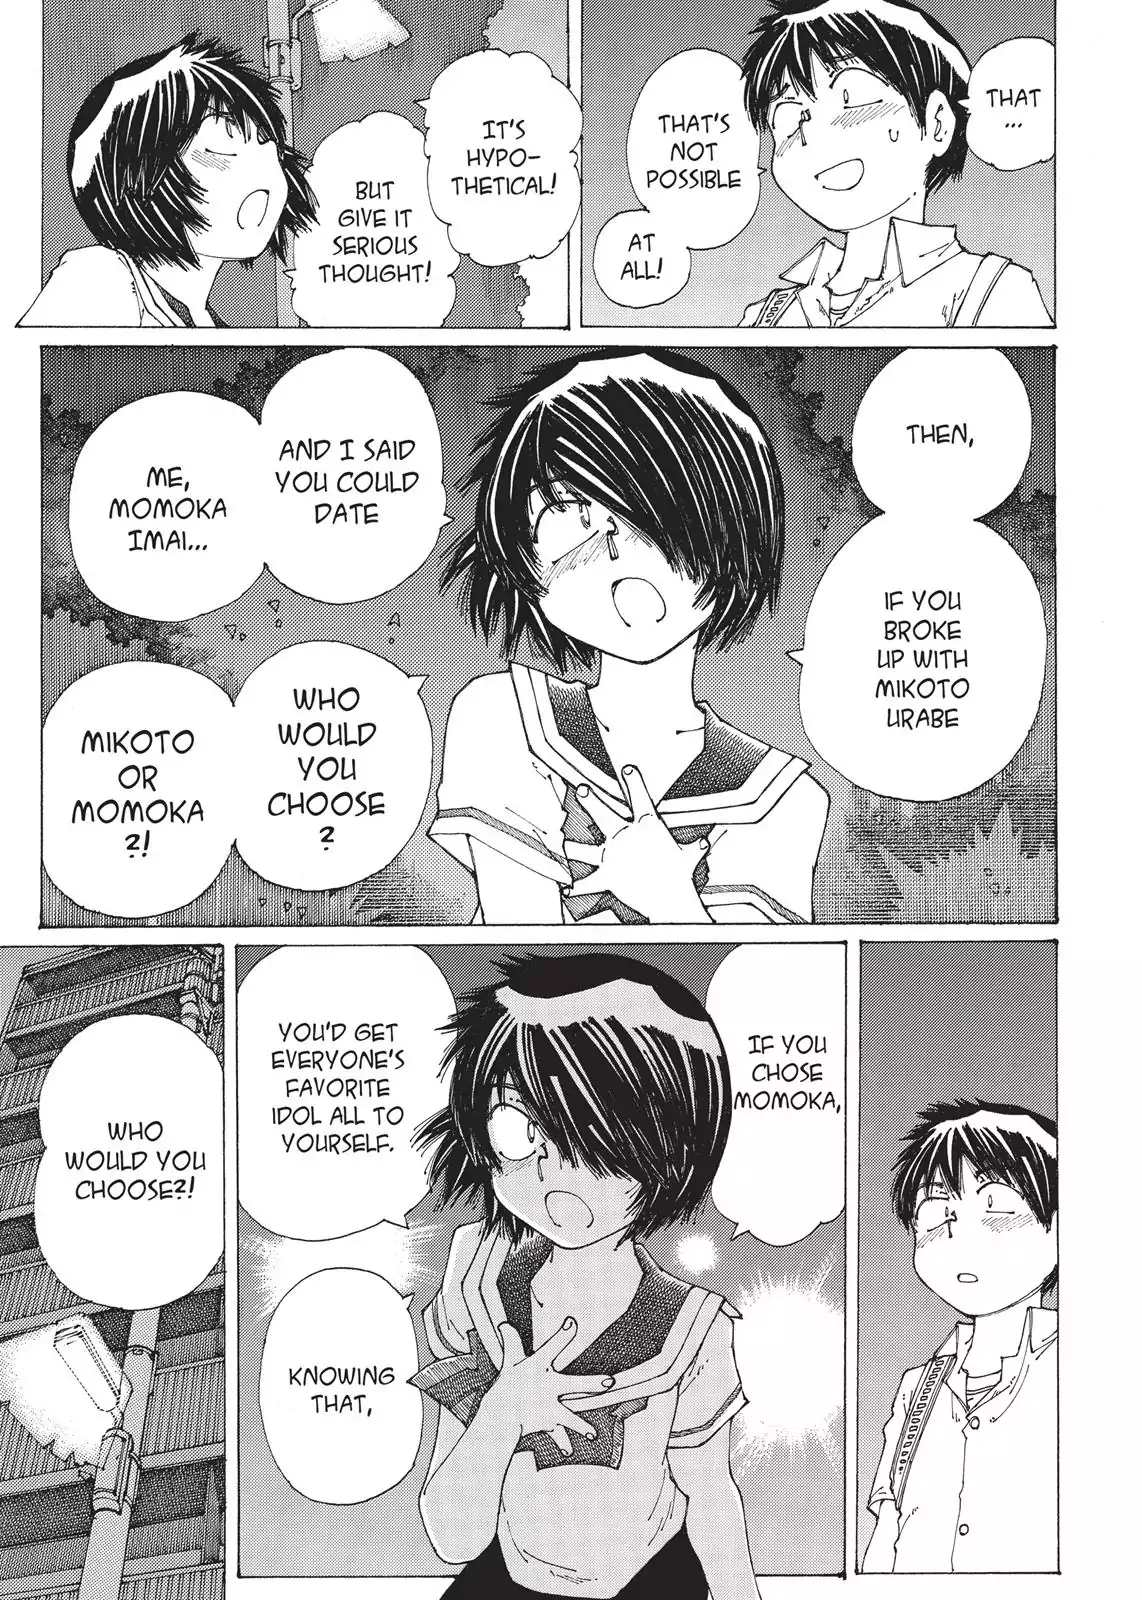 THAT
...
THAT'S
NOT
POSSIBLE
AT
ALL!
IT'S
HYPO-
THETICAL!
BUT
GIVE IT
SERIOUS
THOUGHT!
THEN,
IF YOU
BROKE
UP WITH
MIKOTO
URABE
AND I SAID
YOU COULD
DATE
ME,
MOMOKA
IMAI...
WHO
WOULD
YOU
CHOOSE
?
MIKOTO
OR
MOMOKA
?!
IF YOU
CHOSE
MOMOKA,
YOU'D GET
EVERYONE'S
FAVORITE
IDOL ALL TO
YOURSELF.
KNOWING
THAT,
WHO
WOULD YOU
CHOOSE?!